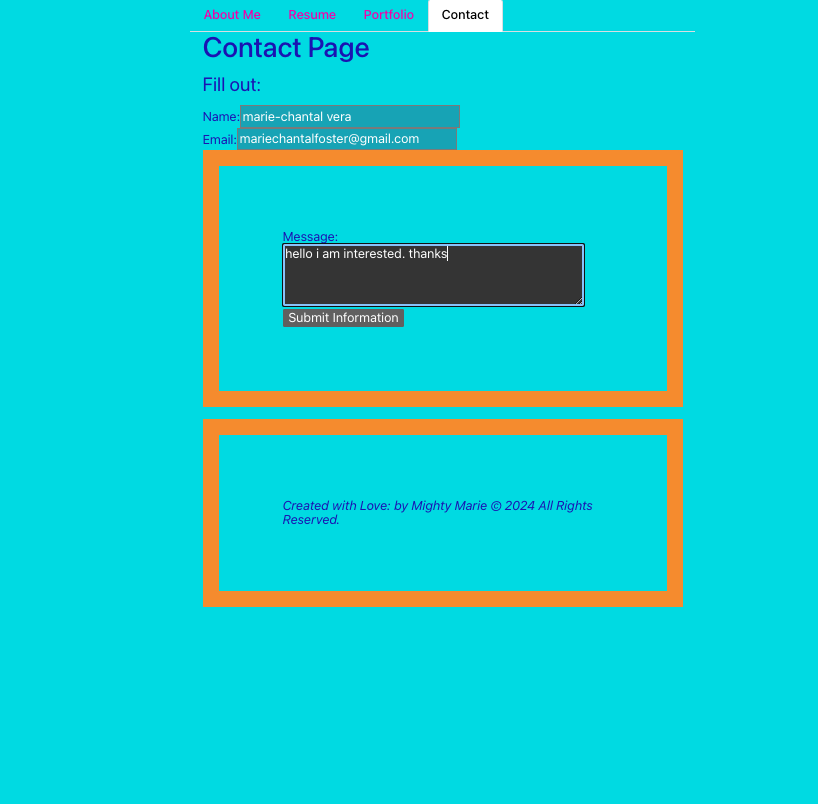 About Me Resume Portfolio Contact
Contact Page
Fill out:
Name: marie-chantal vera
Email: mariechantalfoster@gmail.com
Message:
hello i am interested. thanks
Submit Information
Created with Love: by Mighty Marie © 2024 All Rights
Reserved.